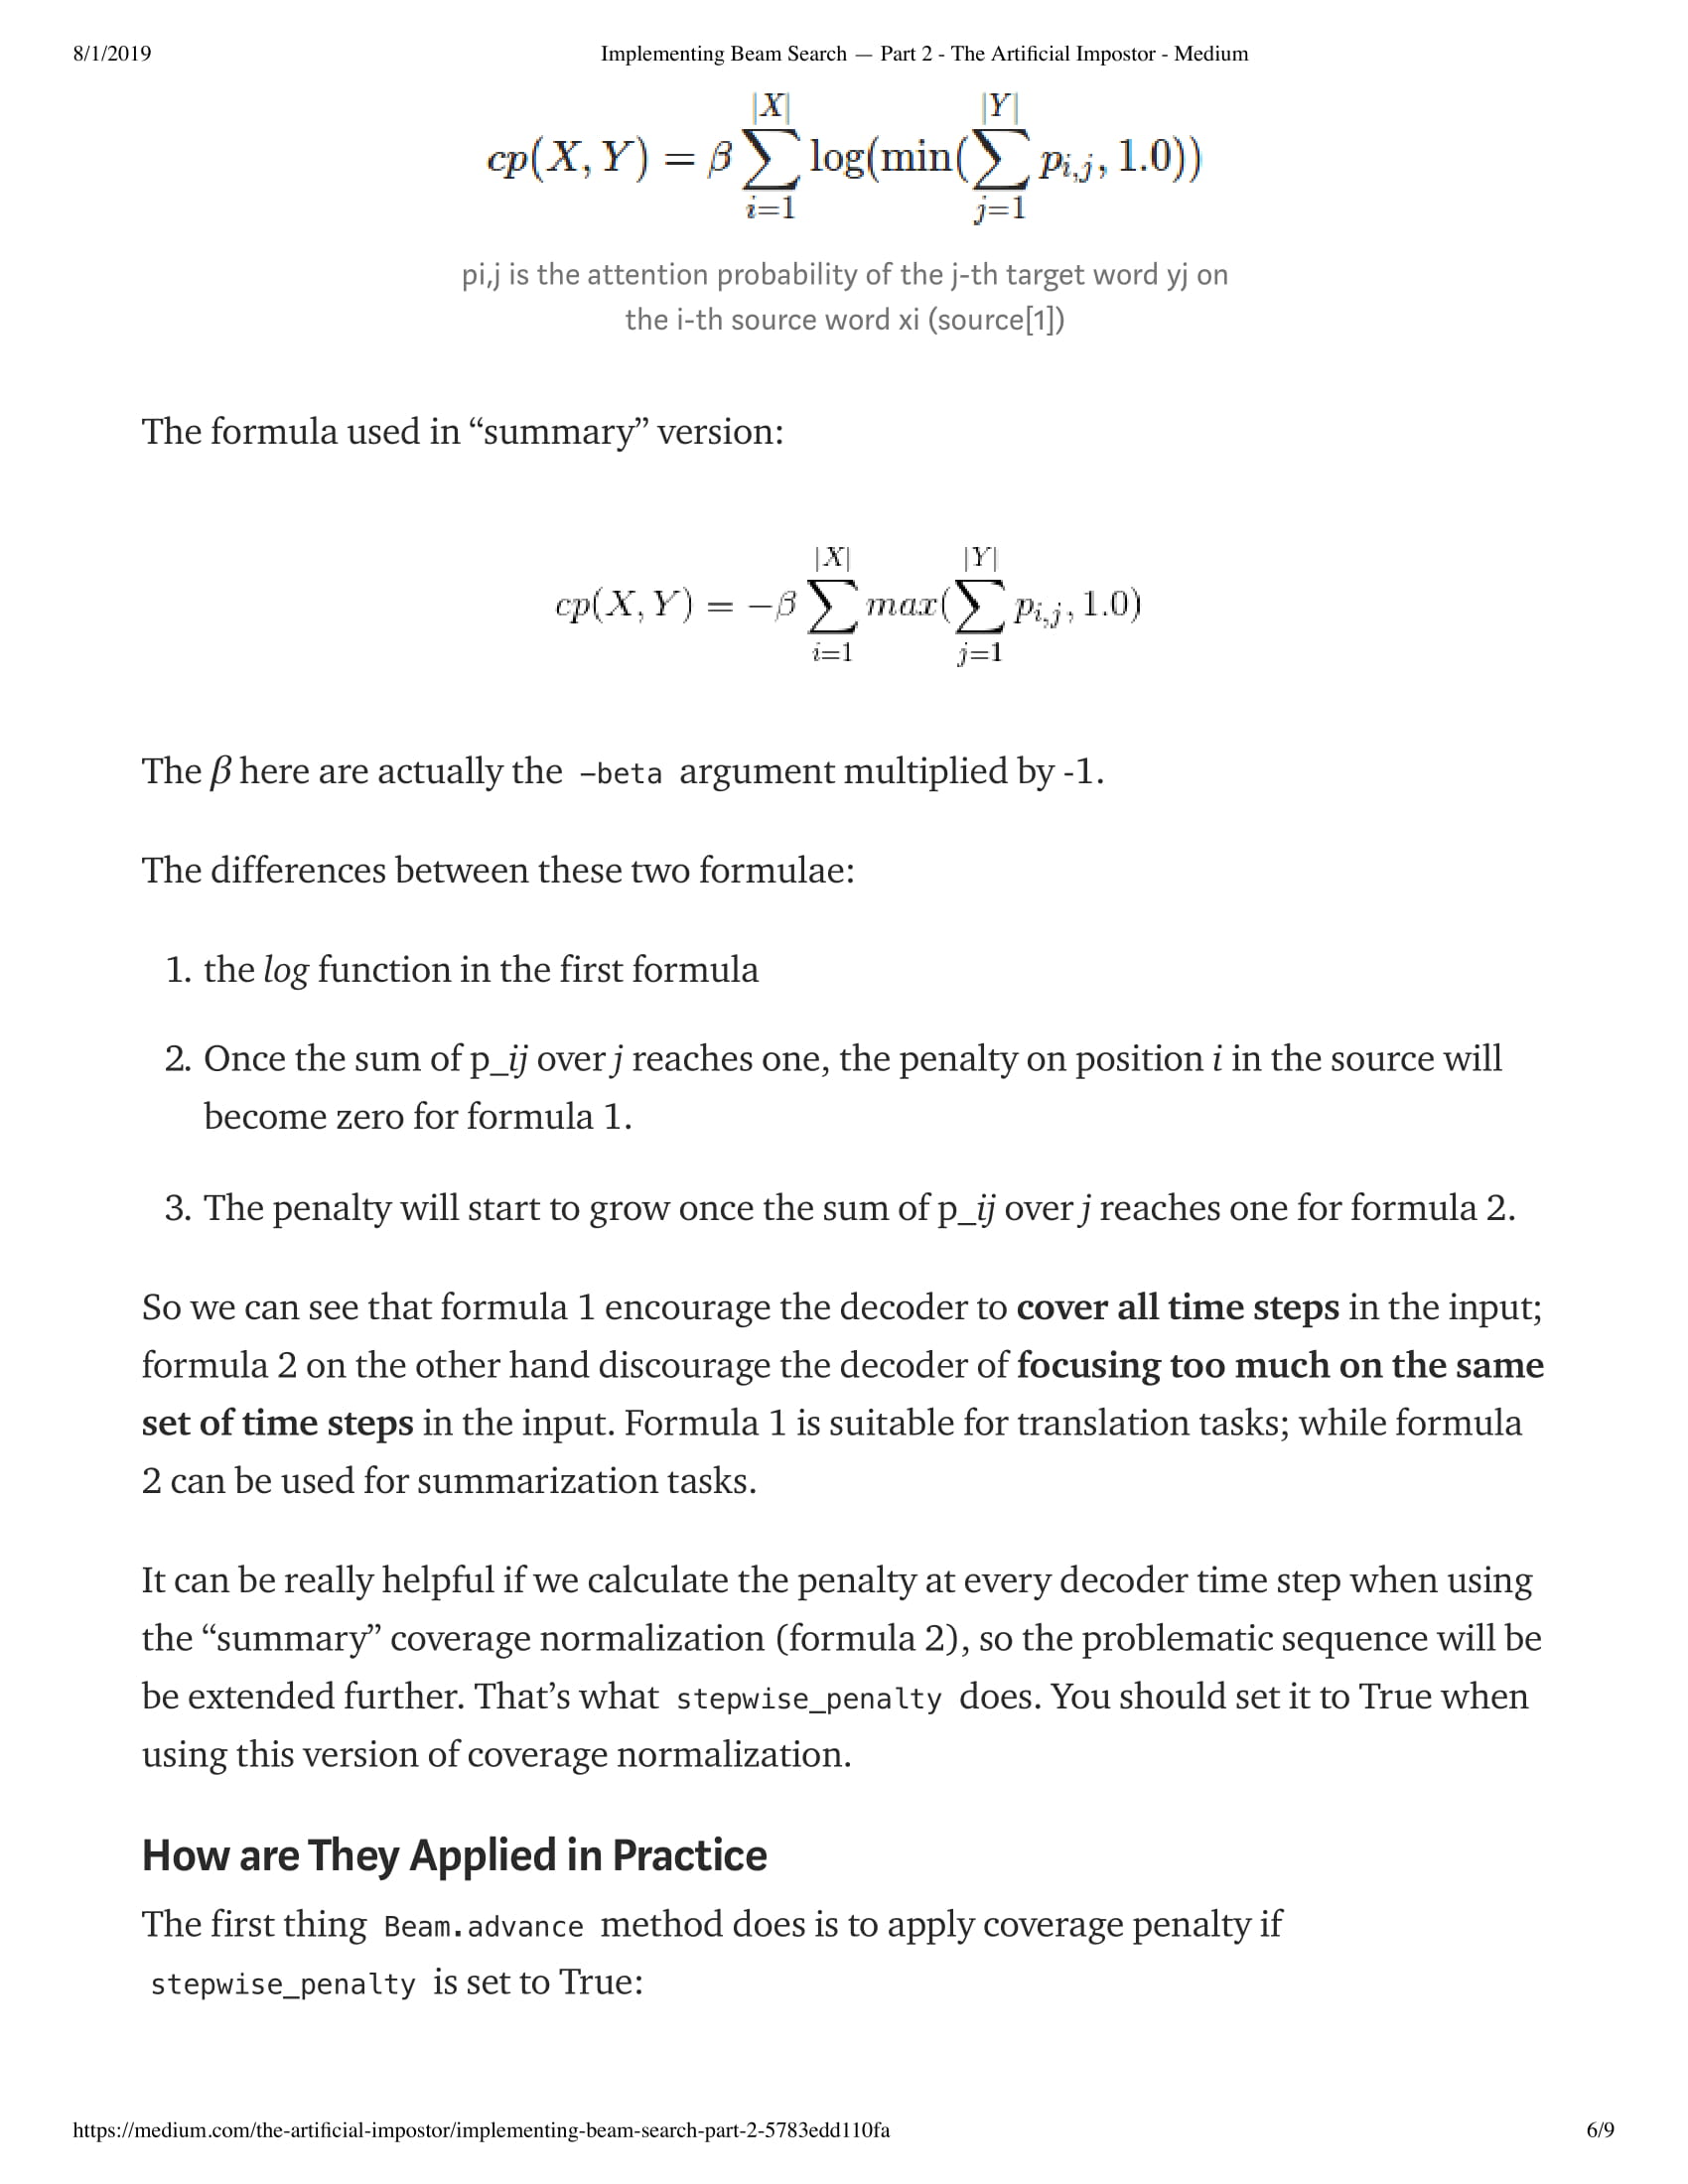 8/1/2019 Implementing Beam Search — Part 2 - The Artificial Impostor - Medium
cp(X, Y) = β ∑_{i=1}^{|X|} log(min(∑_{j=1}^{|Y|} p_{i,j}, 1.0))
pi,j is the attention probability of the j-th target word yj on
the i-th source word xi (source[1])
The formula used in “summary” version:
cp(X, Y) = −β ∑_{i=1}^{|X|} max(∑_{j=1}^{|Y|} p_{i,j}, 1.0)
The β here are actually the –beta argument multiplied by -1.
The differences between these two formulae:
1. the log function in the first formula
2. Once the sum of p_ij over j reaches one, the penalty on position i in the source will
become zero for formula 1.
3. The penalty will start to grow once the sum of p_ij over j reaches one for formula 2.
So we can see that formula 1 encourage the decoder to cover all time steps in the input;
formula 2 on the other hand discourage the decoder of focusing too much on the same
set of time steps in the input. Formula 1 is suitable for translation tasks; while formula
2 can be used for summarization tasks.
It can be really helpful if we calculate the penalty at every decoder time step when using
the “summary” coverage normalization (formula 2), so the problematic sequence will be
be extended further. That’s what stepwise_penalty does. You should set it to True when
using this version of coverage normalization.
How are They Applied in Practice
The first thing Beam.advance method does is to apply coverage penalty if
stepwise_penalty is set to True:
https://medium.com/the-artificial-impostor/implementing-beam-search-part-2-5783edd110fa 6/9